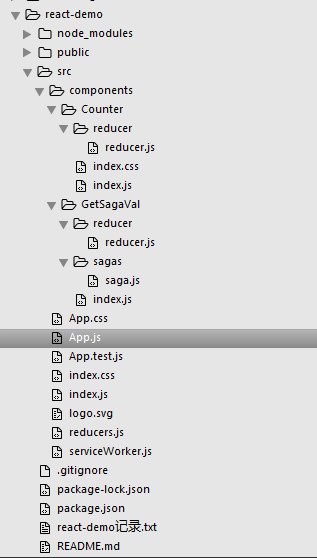 react-demo
node_modules
public
src
components
Counter
reducer
reducer.js
index.css
index.js
GetSagaVal
reducer
reducer.js
sagas
saga.js
index.js
App.css
App.js
App.test.js
index.css
index.js
logo.svg
reducers.js
serviceWorker.js
.gitignore
package-lock.json
package.json
react-demo记录.txt
README.md